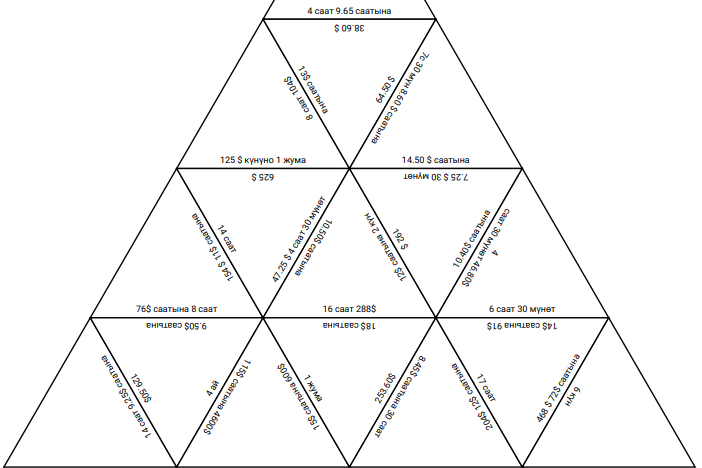 4 саат 9.65 саатына
38.60 $
13$ саатына
8 саат 104$
64.50 $
7с 30 мүн 8.60 $ саатына
125 $ күнүнө 1 жума
625 $
14.50 $ саатына
7.25 $ 30 мүнөт
14 саат
154 $ 11$ саатына
47.25 $ 4 саат 30 мүнөт
10.50$ саатына
192 $
12$ саатына 2 күн
10.40$ саатына
4
саат 30 мүнөт 46.80$
76$ саатына 8 саат
9.50$ саатына
16 саат 288$
18$ саатына
6 саат 30 мүнөт
14$ саатына 91$
129.50$
14 саат 9.25$ саатына
4 ай
115$ саатына 4600$
1 жума
15$ саатына 600$
253.60$
8.45$ саатына 30 саат
17 саат
204$ 12$ саатына
468 $ 72$ саатына
6 күн